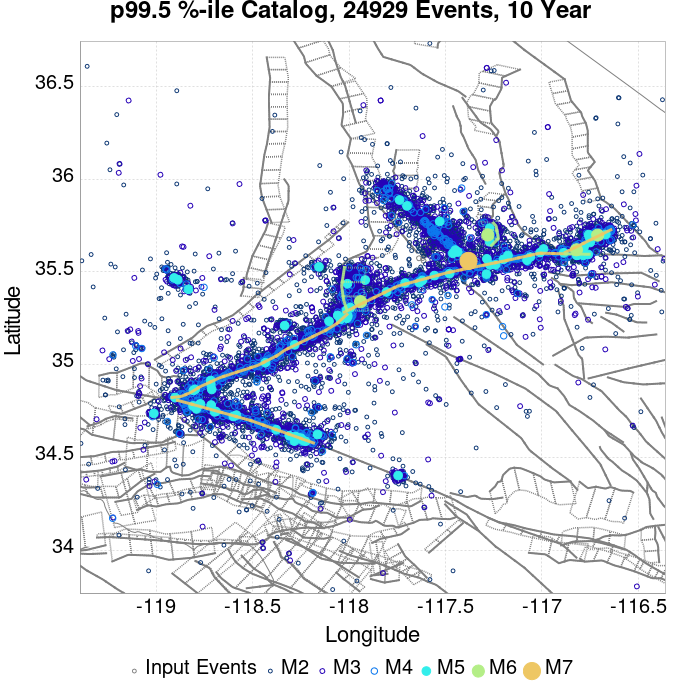 p99.5 %-ile Catalog, 24929 Events, 10 Year
36.5
36
35.5
35
34.5
34
Latitude
-119 -118.5 -118 -117.5 -117 -116.5
Longitude
Input Events M2 M3 M4 M5 M6 M7